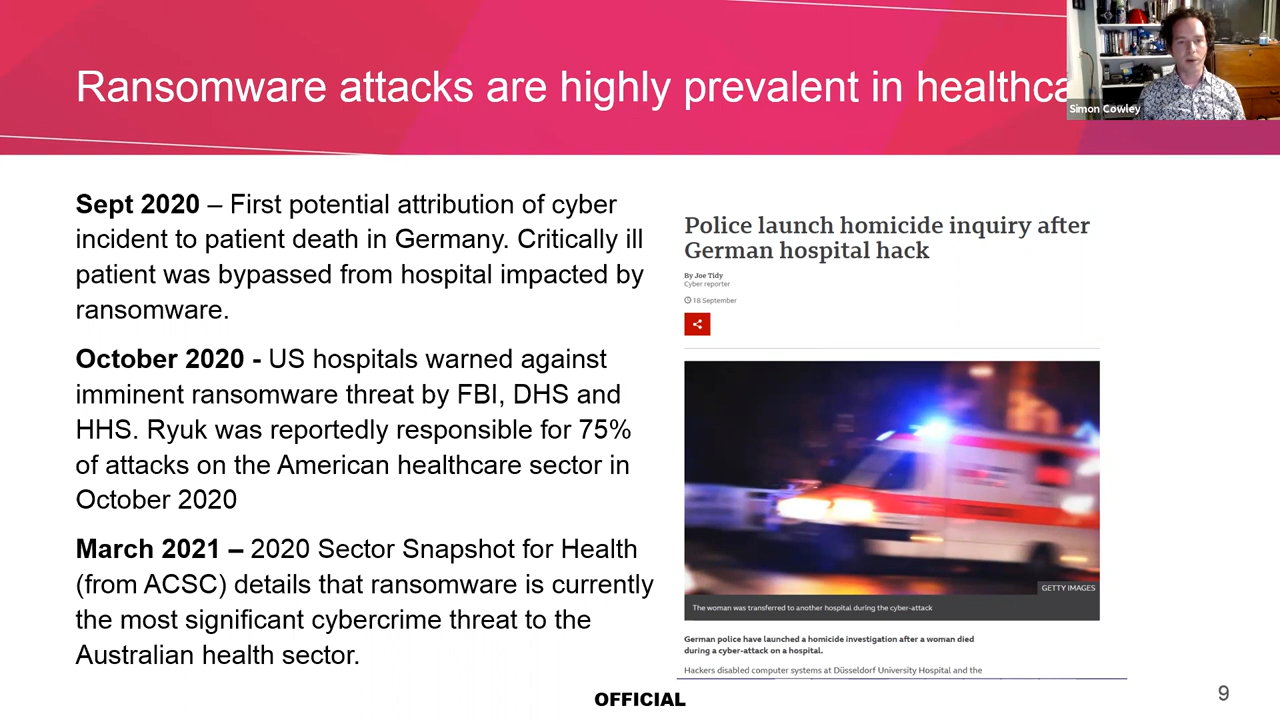 Ransomware attacks are highly prevalent in healthca
Simon Cowley
Sept 2020 – First potential attribution of cyber
incident to patient death in Germany. Critically ill
patient was bypassed from hospital impacted by
ransomware.
October 2020 - US hospitals warned against
imminent ransomware threat by FBI, DHS and
HHS. Ryuk was reportedly responsible for 75%
of attacks on the American healthcare sector in
October 2020
March 2021 – 2020 Sector Snapshot for Health
(from ACSC) details that ransomware is currently
the most significant cybercrime threat to the
Australian health sector.
Police launch homicide inquiry after
German hospital hack
By Joe Tidy
Cyber reporter
18 September
GETTY IMAGES
The woman was transferred to another hospital during the cyber-attack
German police have launched a homicide investigation after a woman died
during a cyber-attack on a hospital.
Hackers disabled computer systems at Düsseldorf University Hospital and the
OFFICIAL
9